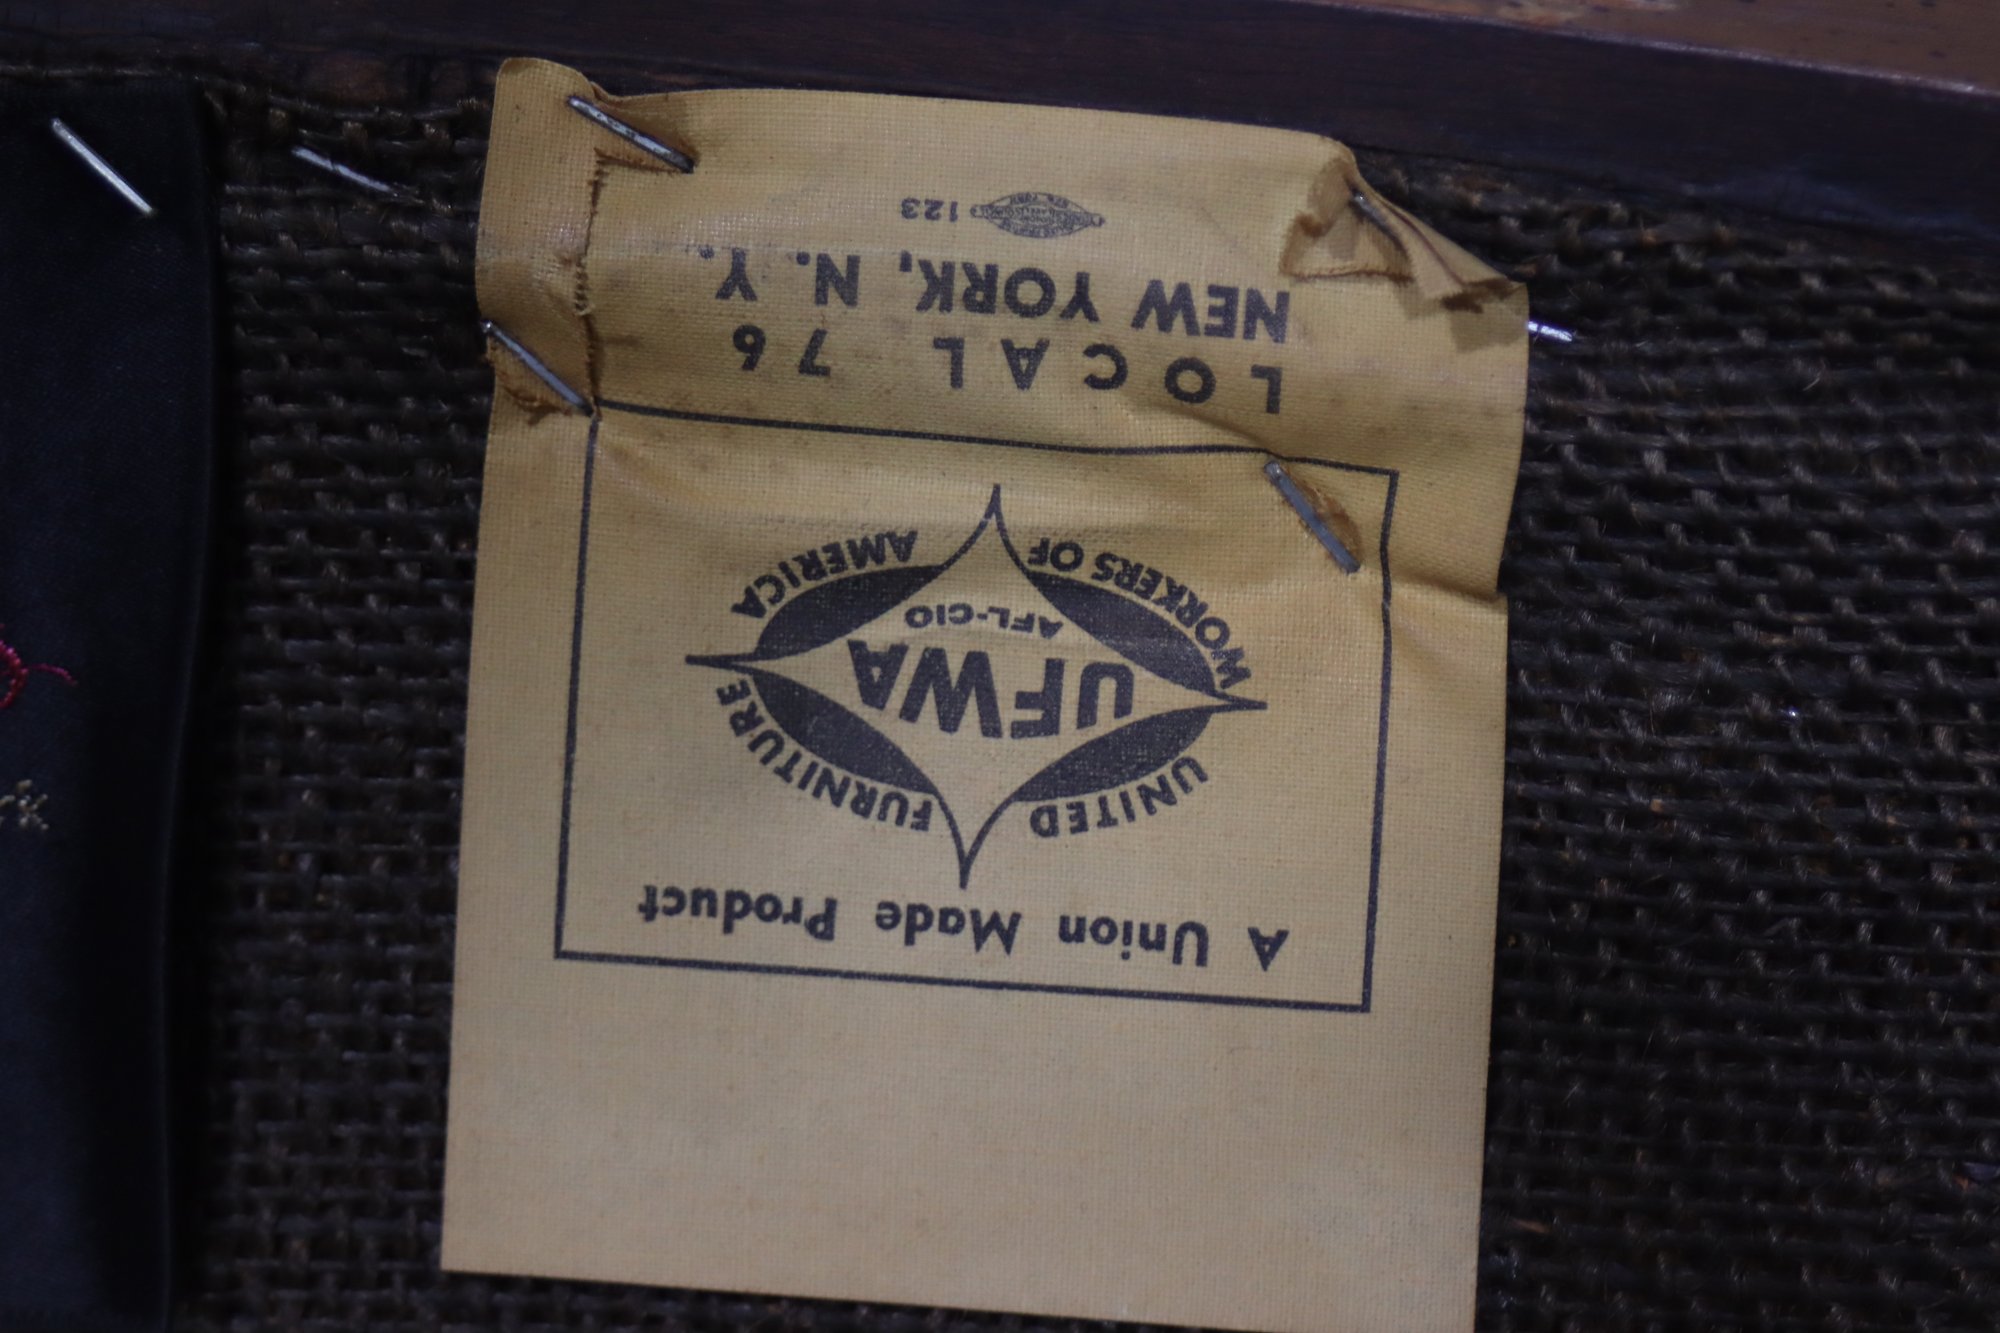 A Union Made Product
UNITED FURNITURE
WORKERS OF AMERICA
UFWA
AFL-CIO
LOCAL 76
NEW YORK, N. Y.
123